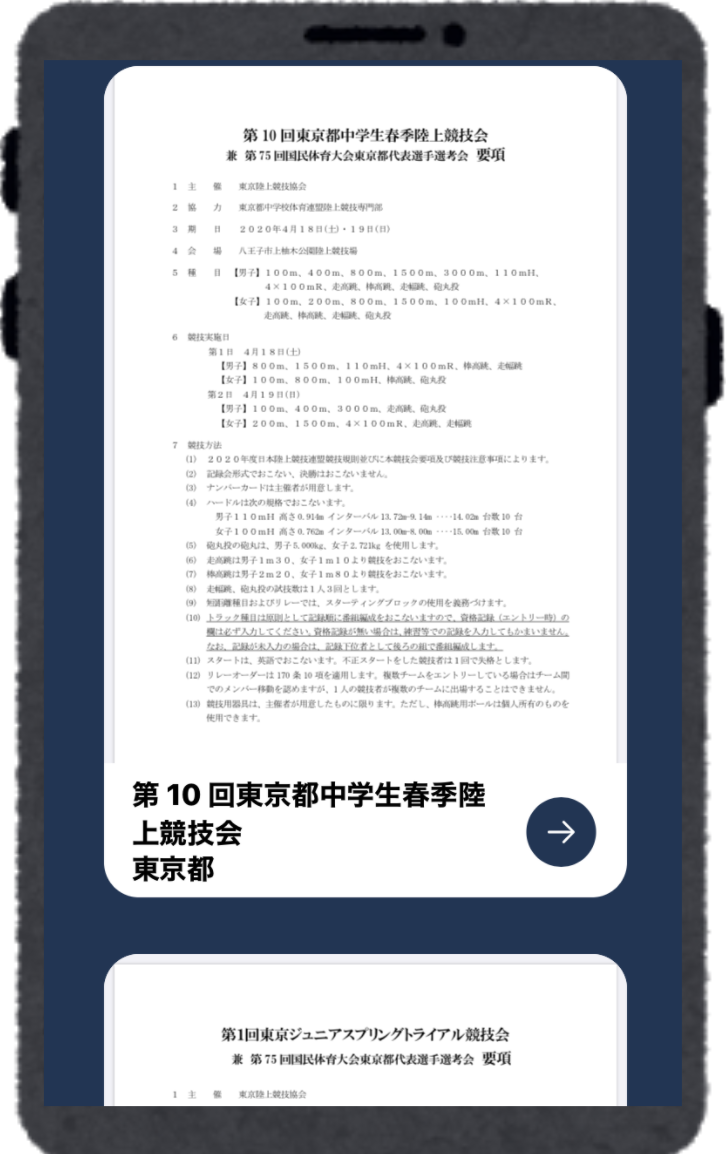 第 10 回東京都中学生春季陸上競技会
兼 第 75 回国民体育大会東京都代表選手選考会 要項
1 主 催 東京陸上競技協会
2 協 力 東京都中学校体育連盟陸上競技専門部
3 期 日 2020年4月18日(土)・19日(日)
4 会 場 八王子市上柚木公園陸上競技場
5 種 目 【男子】100m、400m、800m、1500m、3000m、110mH、
4×100mR、走高跳、棒高跳、走幅跳、砲丸投
【女子】100m、200m、800m、1500m、100mH、4×100mR、
走高跳、棒高跳、走幅跳、砲丸投
6 競技実施日
第1日 4月18日(土)
【男子】800m、1500m、110mH、4×100mR、棒高跳、走幅跳
【女子】100m、800m、100mH、棒高跳、砲丸投
第2日 4月19日(日)
【男子】100m、400m、3000m、走高跳、砲丸投
【女子】200m、1500m、4×100mR、走高跳、走幅跳
7 競技方法
(1) 2020年度日本陸上競技連盟競技規則並びに本競技会要項及び競技注意事項によります。
(2) 記録会形式でおこない、決勝はおこないません。
(3) ナンバーカードは主催者が用意します。
(4) ハードルは次の規格でおこないます。
男子110mH 高さ0.914m インターバル 13.72m-9.14m ‥‥14.02m 台数 10 台
女子100mH 高さ0.762m インターバル 13.00m-8.00m ‥‥15.00m 台数 10 台
(5) 砲丸投の砲丸は、男子 5.000kg、女子 2.721kg を使用します。
(6) 走高跳は男子1m30、女子1m10より競技をおこないます。
(7) 棒高跳は男子2m20、女子1m80より競技をおこないます。
(8) 走幅跳、砲丸投の試技数は1人3回とします。
(9) 短距離種目およびリレーでは、スターティングブロックの使用を義務づけます。
(10) トラック種目は原則として記録順に番組編成をおこないますので、資格記録（エントリー時）の
欄は必ず入力してください。資格記録が無い場合は、練習等での記録を入力してもかまいません。
なお、記録が未入力の場合は、記録下位者として後ろの組で番組編成します。
(11) スタートは、英語でおこないます。不正スタートをした競技者は1回で失格とします。
(12) リレーオーダーは 170 条 10 項を適用します。複数チームをエントリーしている場合はチーム間
でのメンバー移動を認めますが、1人の競技者が複数のチームに出場することはできません。
(13) 競技用器具は、主催者が用意したものに限ります。ただし、棒高跳用ポールは個人所有のものを
使用できます。
第 10 回東京都中学生春季陸
上競技会
東京都
第1回東京ジュニアスプリングトライアル競技会
兼 第 75 回国民体育大会東京都代表選手選考会 要項
1 主 催 東京陸上競技協会